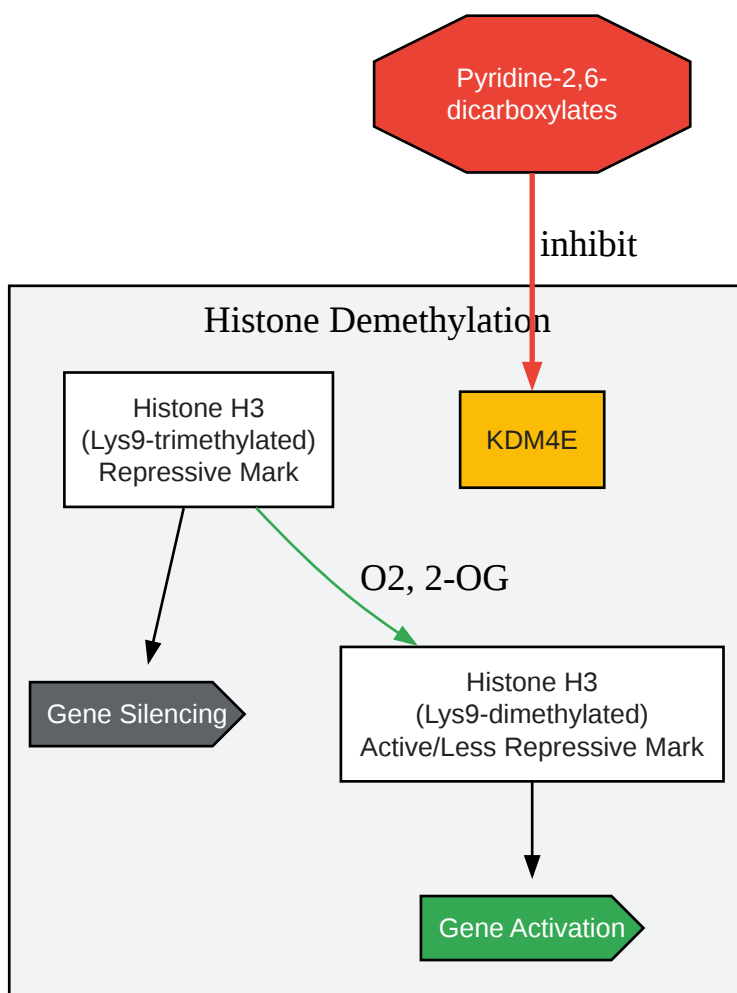 Pyridine-2,6-
dicarboxylates
inhibit
Histone Demethylation
Histone H3
(Lys9-trimethylated)
Repressive Mark
KDM4E
O2, 2-OG
Histone H3
(Lys9-dimethylated)
Active/Less Repressive Mark
Gene Silencing
Gene Activation